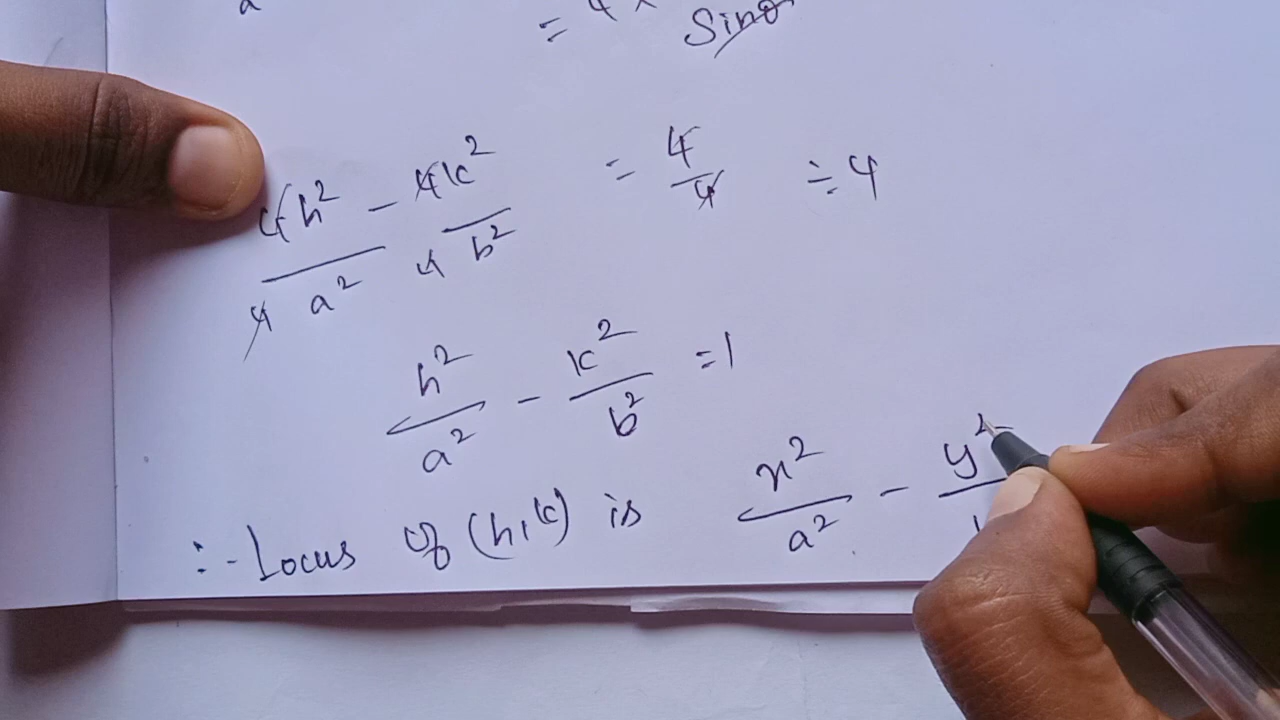 a
= 4 ×
Sinθ
4h² / 4a² - 4k² / 4b² = 4/4 ÷ 4
h²/a² - k²/b² = 1
∴ Locus of (h,k) is x²/a² - y²